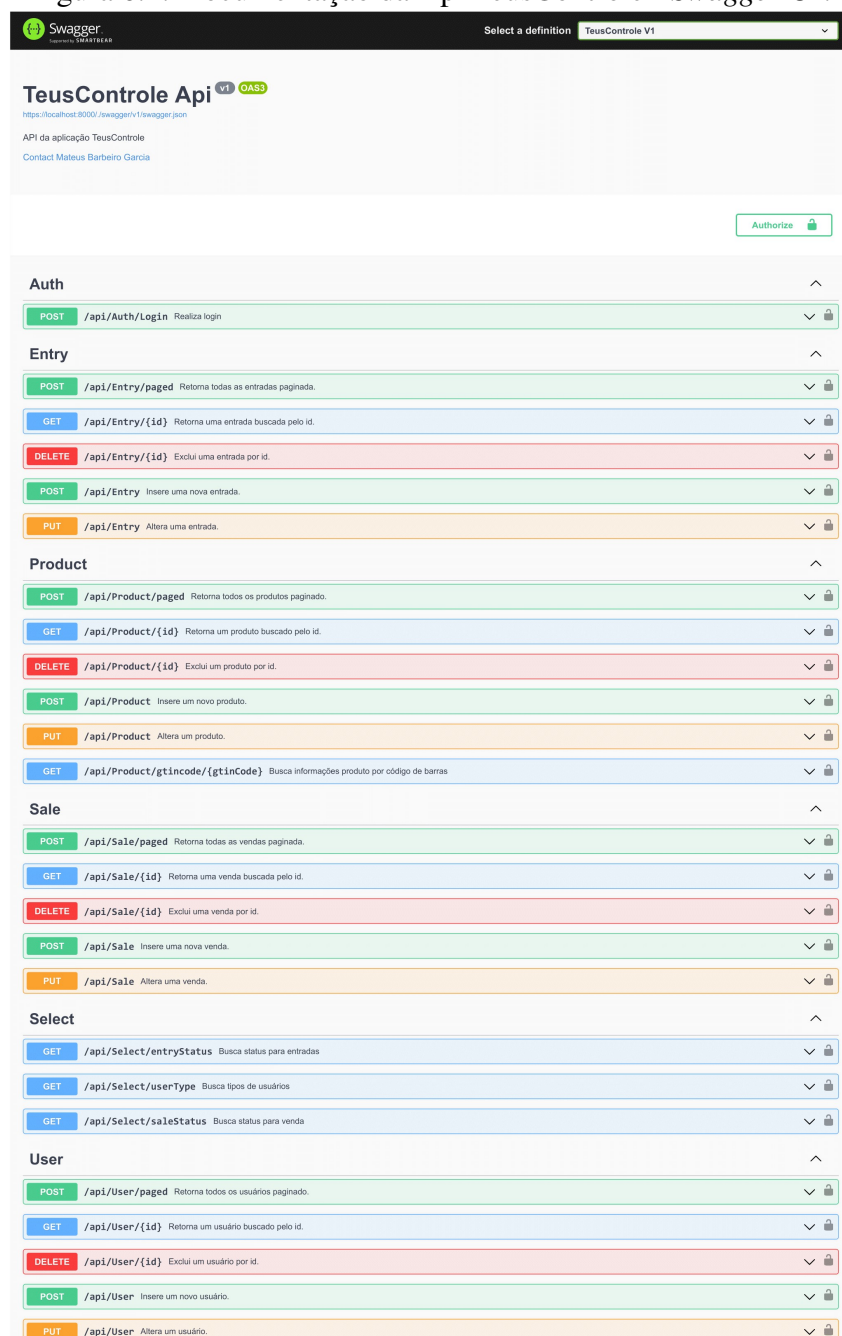 Swagger.
Supported by SMARTBEAR
Select a definition
TeusControle V1
TeusControle Api v1 OAS3
https://localhost:8000/./swagger/v1/swagger.json
API da aplicação TeusControle
Contact Mateus Barbeiro Garcia
Authorize
Auth
POST /api/Auth/Login Realiza login
Entry
POST /api/Entry/paged Retorna todas as entradas paginada.
GET /api/Entry/{id} Retorna uma entrada buscada pelo id.
DELETE /api/Entry/{id} Exclui uma entrada por id.
POST /api/Entry Insere uma nova entrada.
PUT /api/Entry Altera uma entrada.
Product
POST /api/Product/paged Retorna todos os produtos paginado.
GET /api/Product/{id} Retorna um produto buscado pelo id.
DELETE /api/Product/{id} Exclui um produto por id.
POST /api/Product Insere um novo produto.
PUT /api/Product Altera um produto.
GET /api/Product/gtincode/{gtinCode} Busca informações produto por código de barras
Sale
POST /api/Sale/paged Retorna todas as vendas paginada.
GET /api/Sale/{id} Retorna uma venda buscada pelo id.
DELETE /api/Sale/{id} Exclui uma venda por id.
POST /api/Sale Insere uma nova venda.
PUT /api/Sale Altera uma venda.
Select
GET /api/Select/entryStatus Busca status para entradas
GET /api/Select/userType Busca tipos de usuários
GET /api/Select/saleStatus Busca status para venda
User
POST /api/User/paged Retorna todos os usuários paginado.
GET /api/User/{id} Retorna um usuário buscado pelo id.
DELETE /api/User/{id} Exclui um usuário por id.
POST /api/User Insere um novo usuário.
PUT /api/User Altera um usuário.